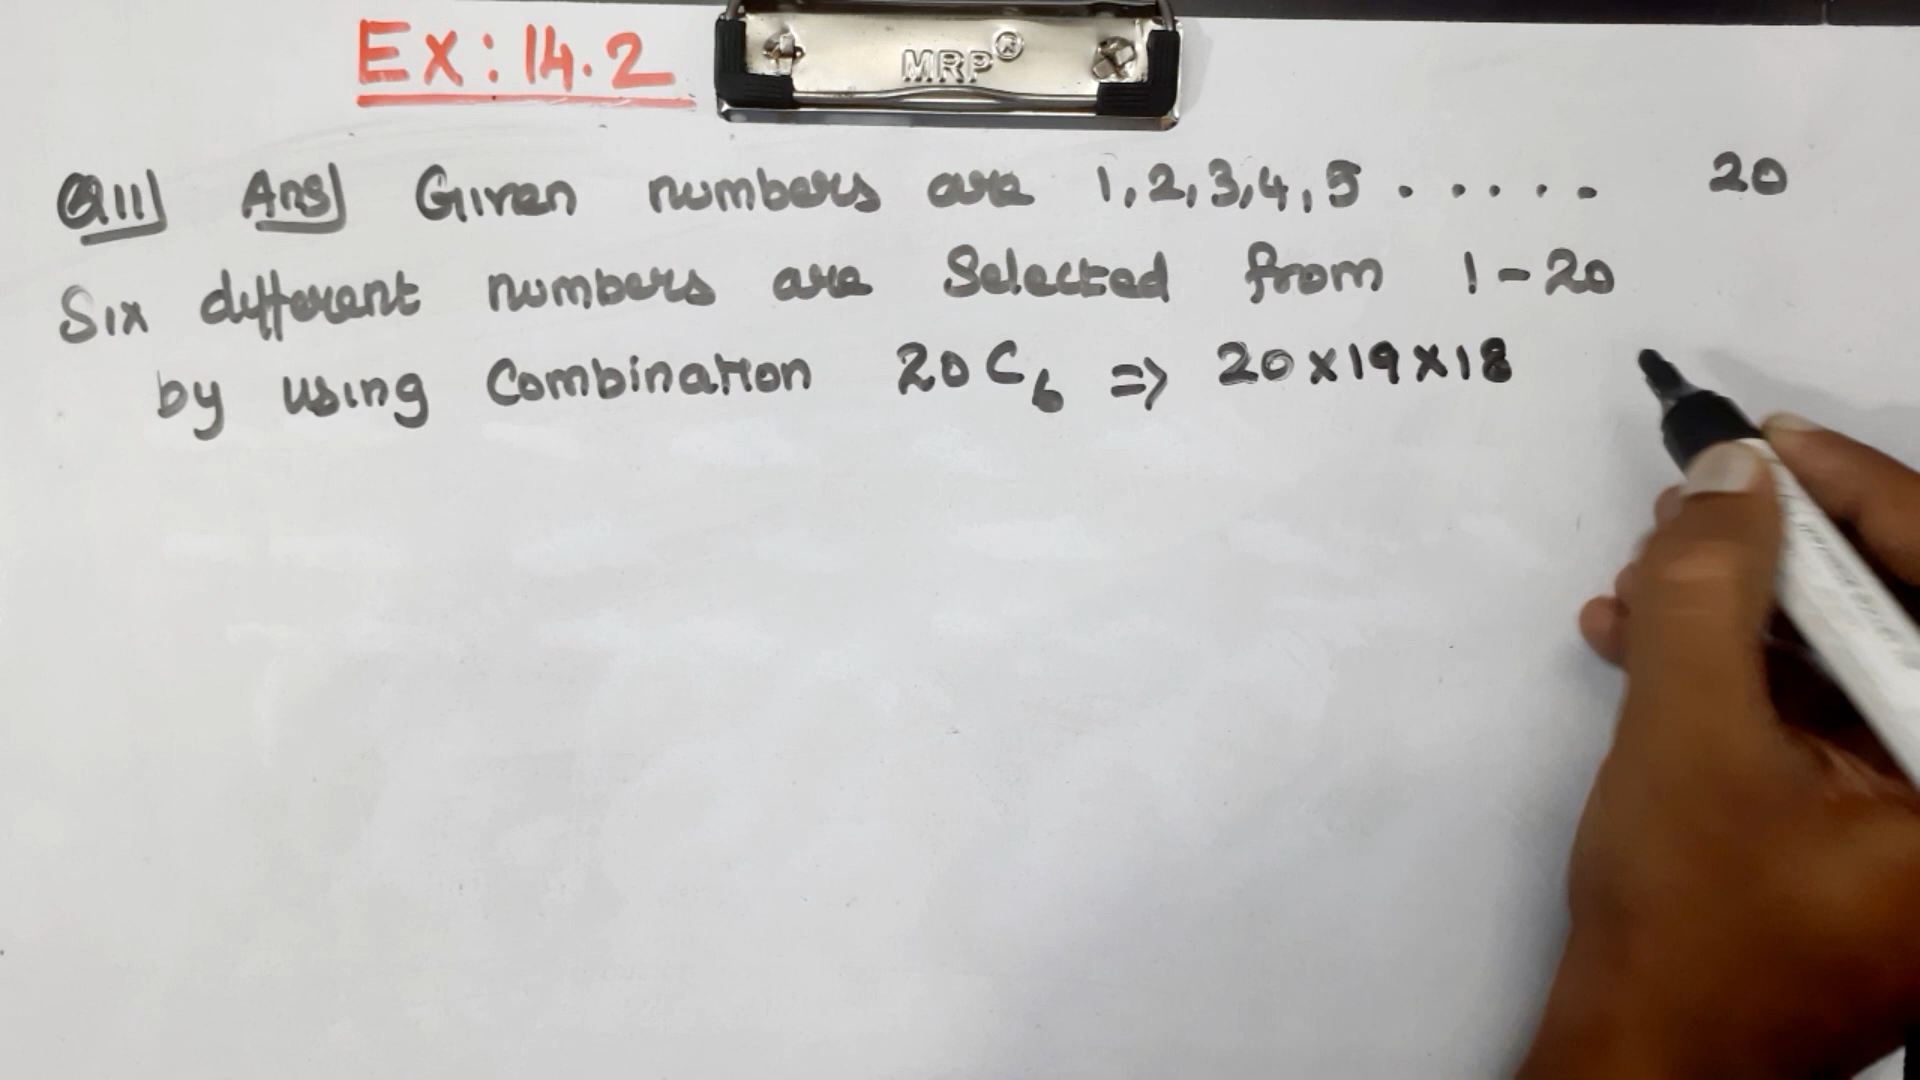 Ex: 14.2
MRP®
Q11) Ans) Given numbers are 1, 2, 3, 4, 5 ..... 20
Six different numbers are Selected from 1-20
by using Combination 20C₆ => 20×19×18